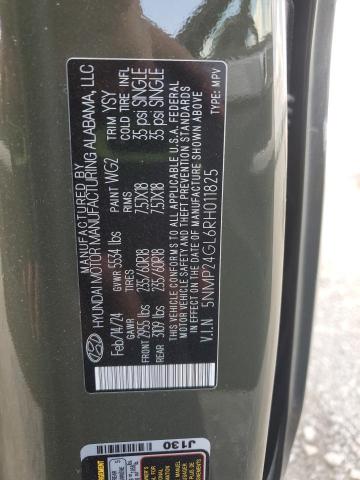 MANUFACTURED BY
HYUNDAI MOTOR MANUFACTURING ALABAMA, LLC
Feb/14/24 GVWR 5534 lbs PAINT WG2 TRIM YSY
TIRES RIMS COLD TIRE INFL
FRONT 2935 lbs 235/60R18 7.5JX18 35 psi SINGLE
REAR 3109 lbs 235/60R18 7.5JX18 35 psi SINGLE
THIS VEHICLE CONFORMS TO ALL APPLICABLE U.S.A. FEDERAL
MOTOR VEHICLE SAFETY AND THEFT PREVENTION STANDARDS
IN EFFECT ON THE DATE OF MANUFACTURE SHOWN ABOVE
V.I.N 5NMP24GL6RH011825 TYPE: MPV
J130